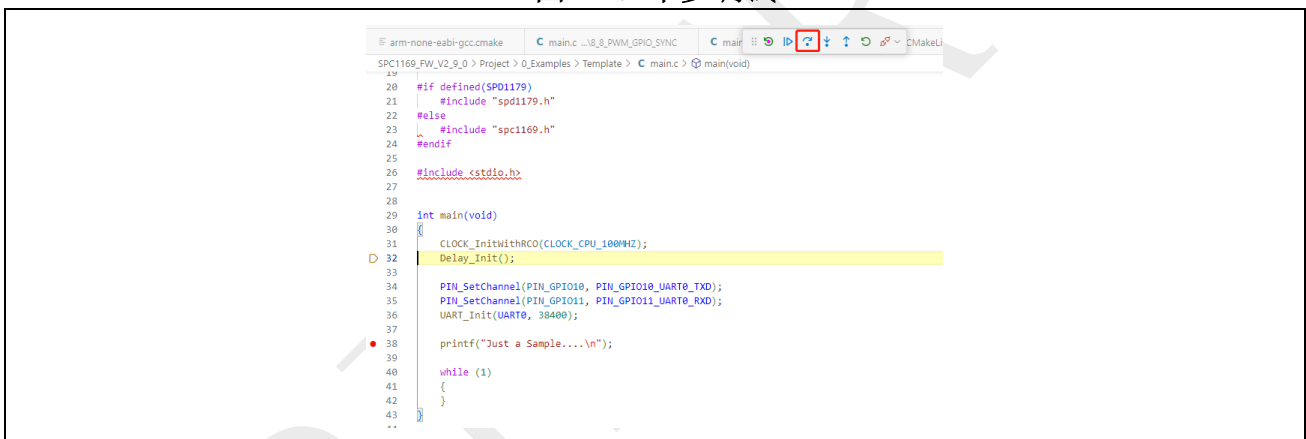 arm-none-eabi-gcc.cmake C main.c ...\8_8_PWM_GPIO_SYNC C main CMakeLi
SPC1169_FW_V2_9_0 > Project > 0_Examples > Template > C main.c > main(void)
19
20 #if defined(SPD1179)
21 #include "spd1179.h"
22 #else
23 #include "spc1169.h"
24 #endif
25
26 #include <stdio.h>
27
28
29 int main(void)
30 {
31 CLOCK_InitWithRCO(CLOCK_CPU_100MHZ);
32 Delay_Init();
33
34 PIN_SetChannel(PIN_GPIO10, PIN_GPIO10_UART0_TXD);
35 PIN_SetChannel(PIN_GPIO11, PIN_GPIO11_UART0_RXD);
36 UART_Init(UART0, 38400);
37
38 printf("Just a Sample....\n");
39
40 while (1)
41 {
42 }
43 }